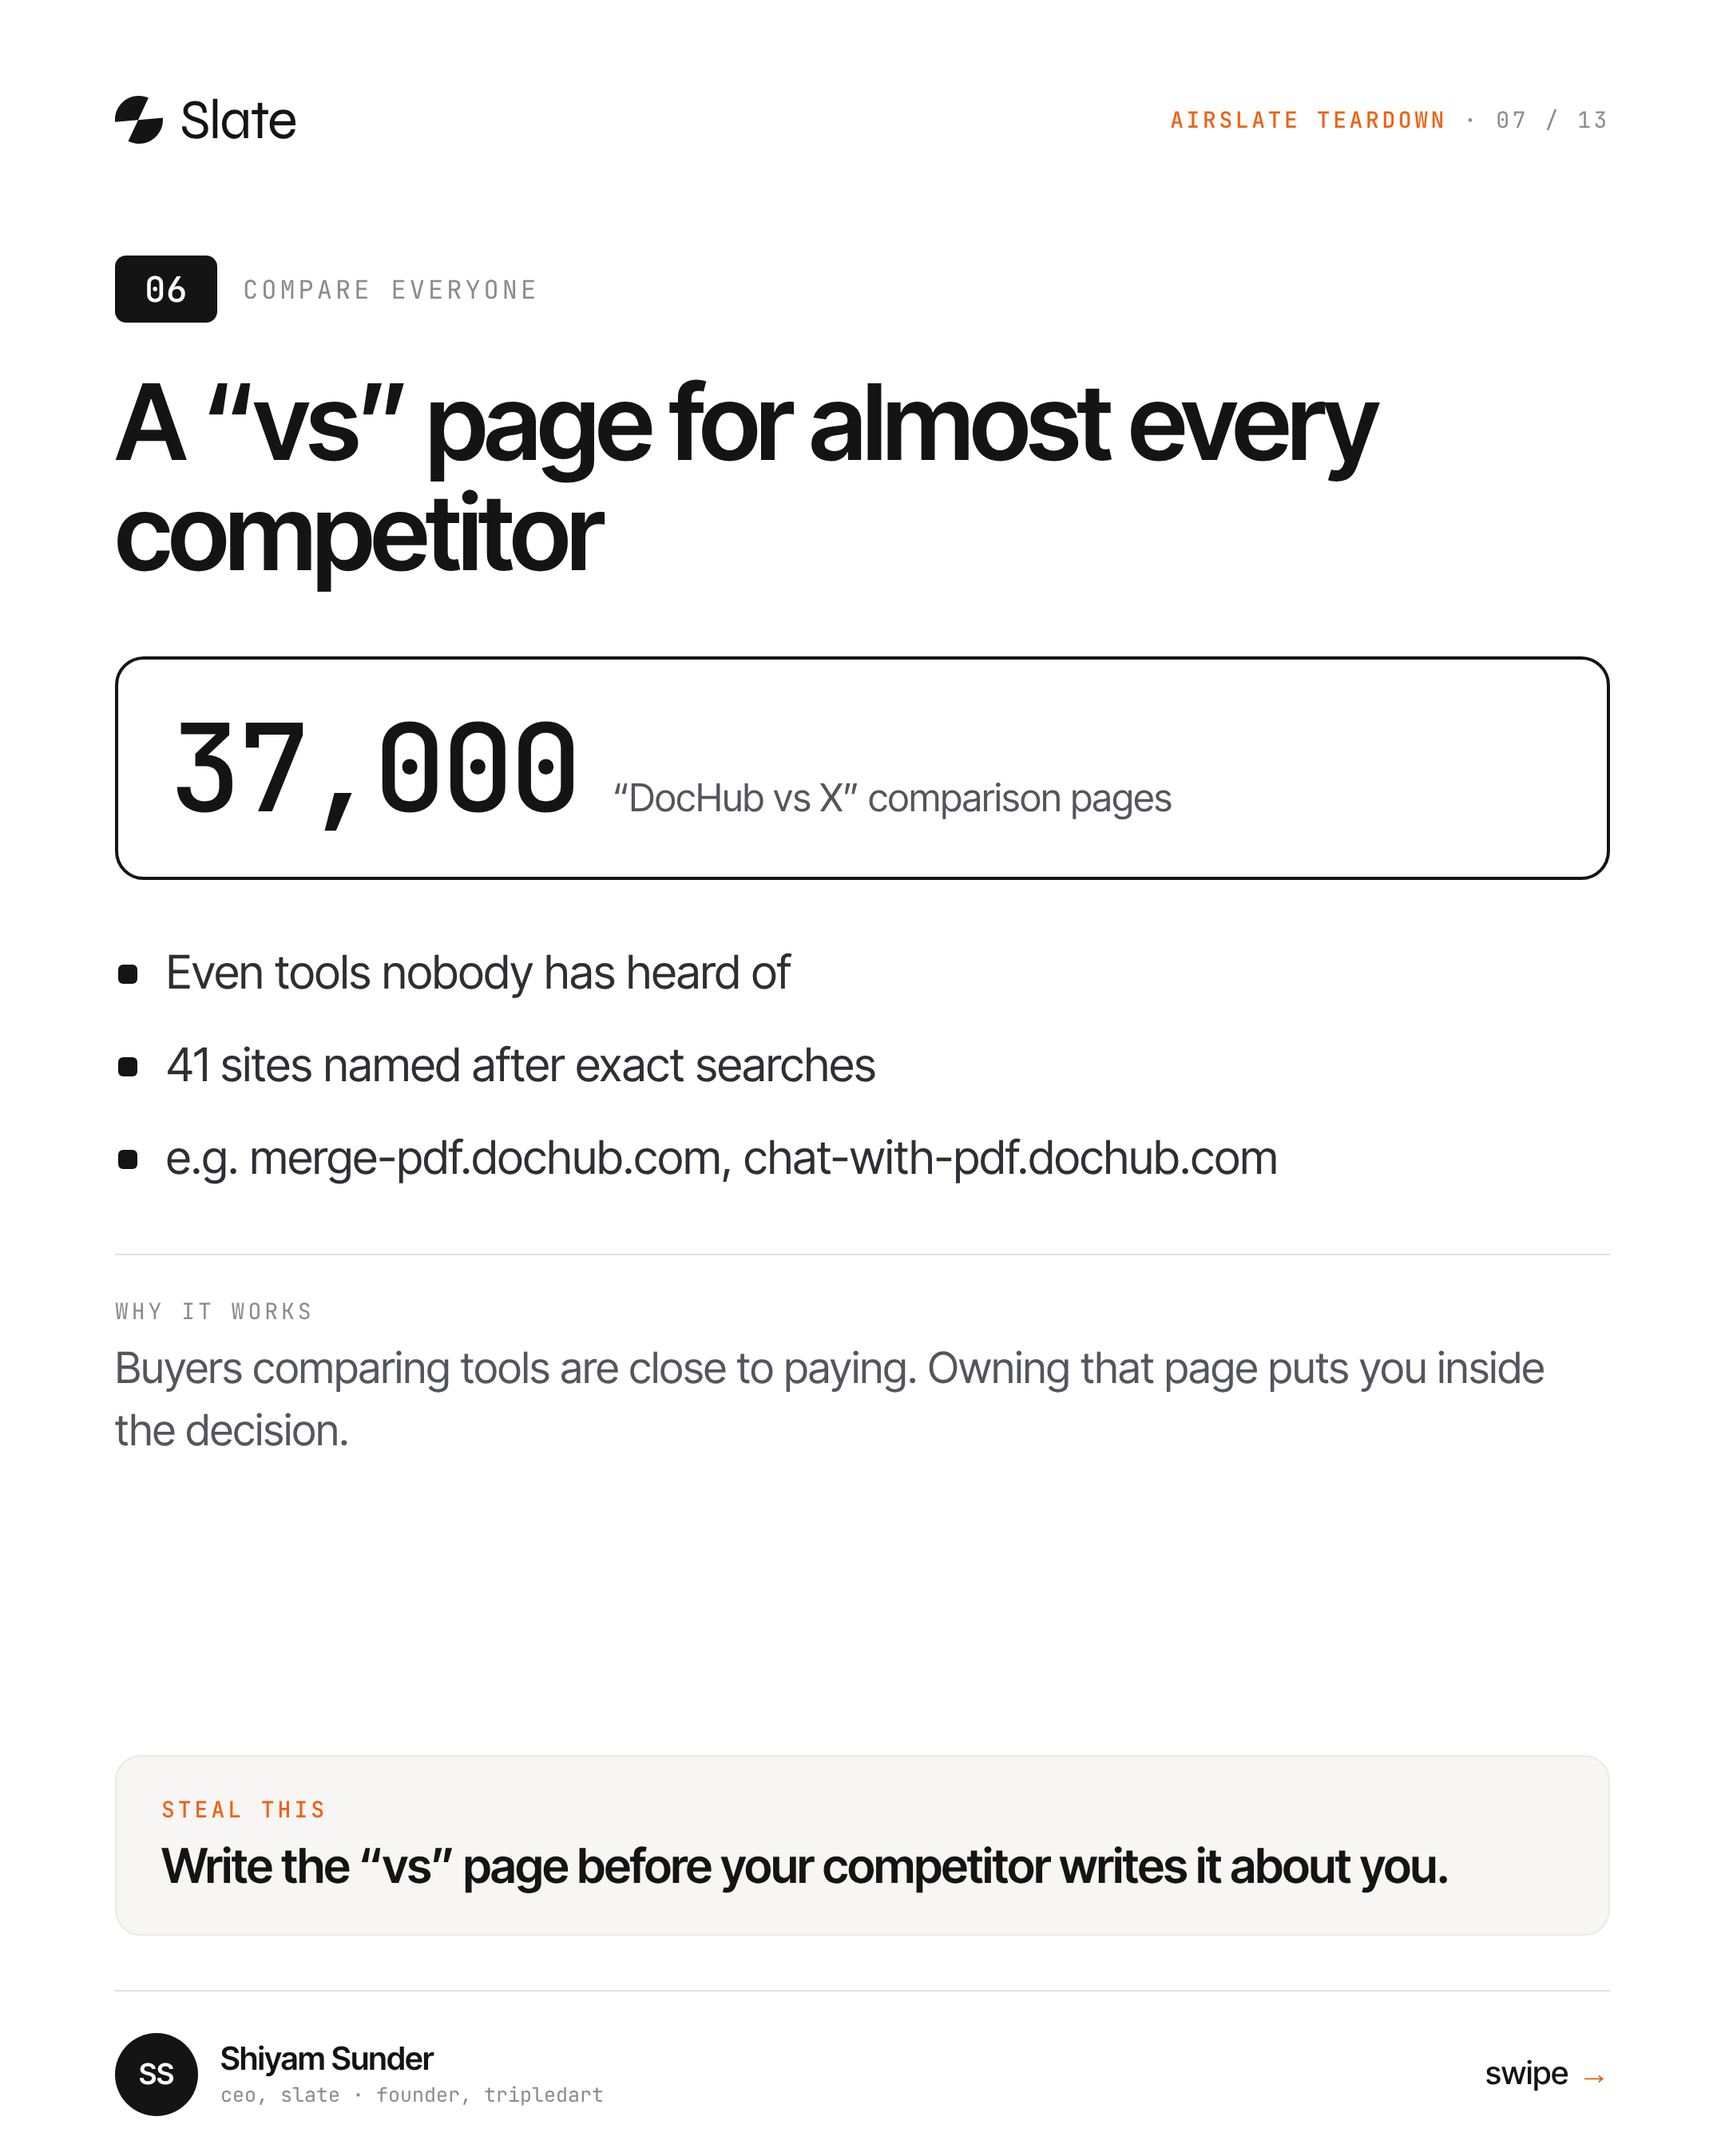 Slate
AIRSLATE TEARDOWN · 07 / 13
06
COMPARE EVERYONE
A “vs” page for almost every
competitor
37,000 “DocHub vs X” comparison pages
Even tools nobody has heard of
41 sites named after exact searches
e.g. merge-pdf.dochub.com, chat-with-pdf.dochub.com
WHY IT WORKS
Buyers comparing tools are close to paying. Owning that page puts you inside
the decision.
STEAL THIS
Write the “vs” page before your competitor writes it about you.
SS
Shiyam Sunder
ceo, slate · founder, tripledart
swipe →